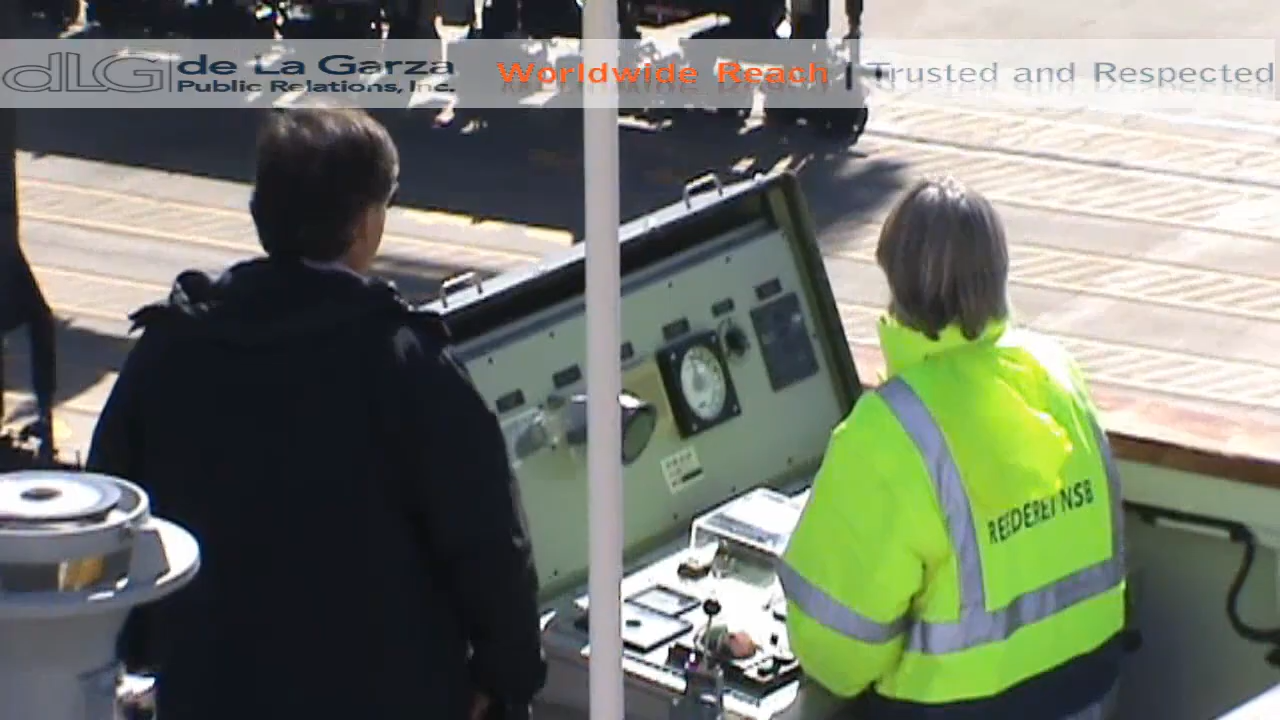 dLG de La Garza
Public Relations, Inc.
Worldwide Reach | Trusted and Respected
REEDEREI NSB